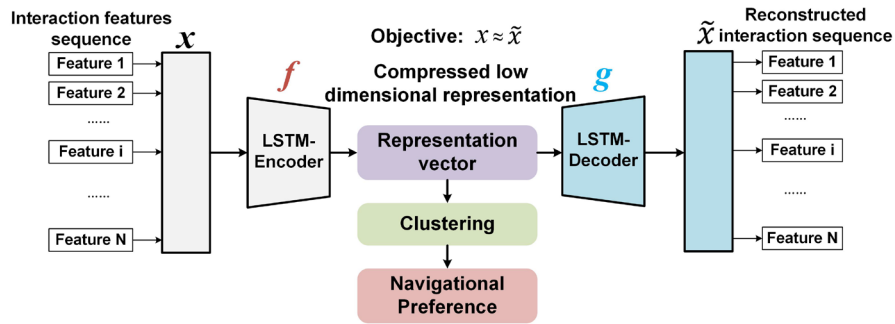 Interaction features
sequence
Feature 1
Feature 2
......
Feature i
......
Feature N
x
f
LSTM-
Encoder
Objective: x ≈ x̃
Compressed low
dimensional representation
Representation
vector
Clustering
Navigational
Preference
g
LSTM-
Decoder
x̃
Reconstructed
interaction sequence
Feature 1
Feature 2
......
Feature i
......
Feature N